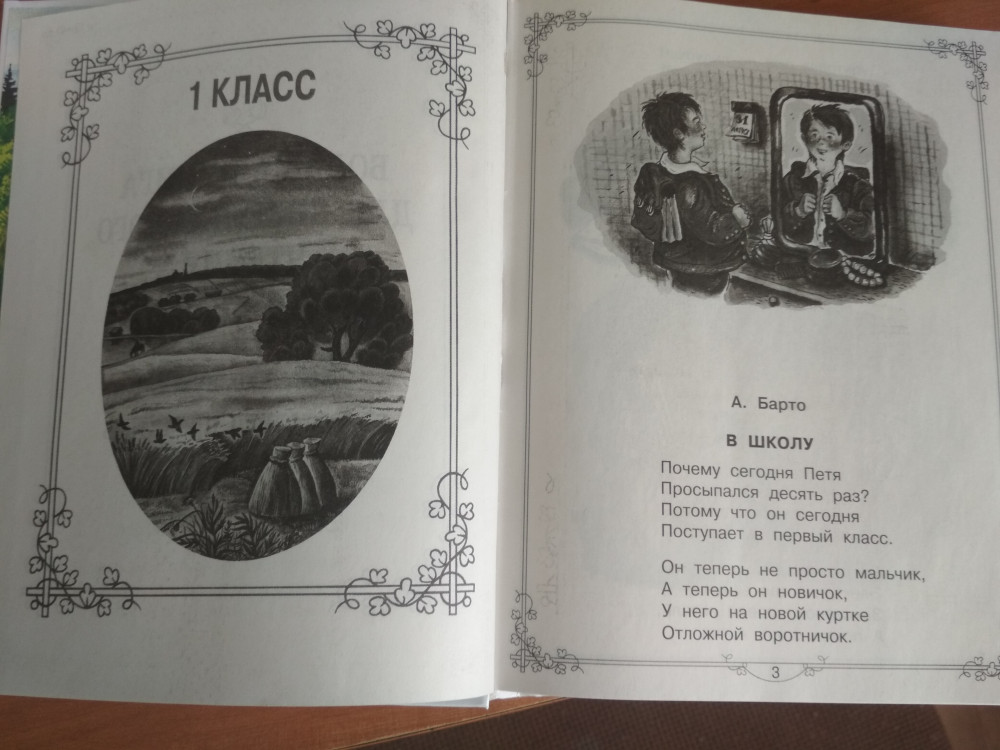 1 КЛАСС
31
А. Барто
В ШКОЛУ
Почему сегодня Петя
Просыпался десять раз?
Потому что он сегодня
Поступает в первый класс.
Он теперь не просто мальчик,
А теперь он новичок,
У него на новой куртке
Отложной воротничок.
3